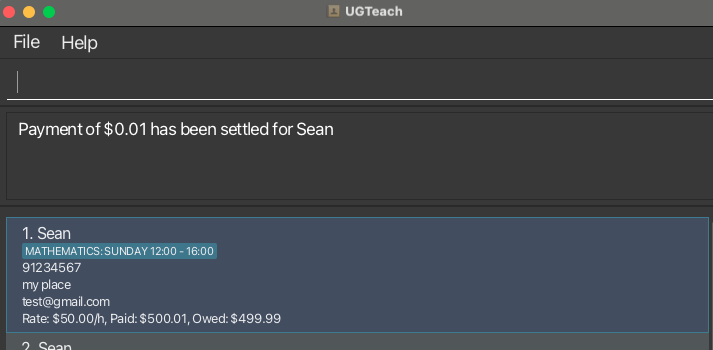 UGTeach
File Help
Payment of $0.01 has been settled for Sean
1. Sean
MATHEMATICS: SUNDAY 12:00 - 16:00
91234567
my place
test@gmail.com
Rate: $50.00/h, Paid: $500.01, Owed: $499.99
2. Sean